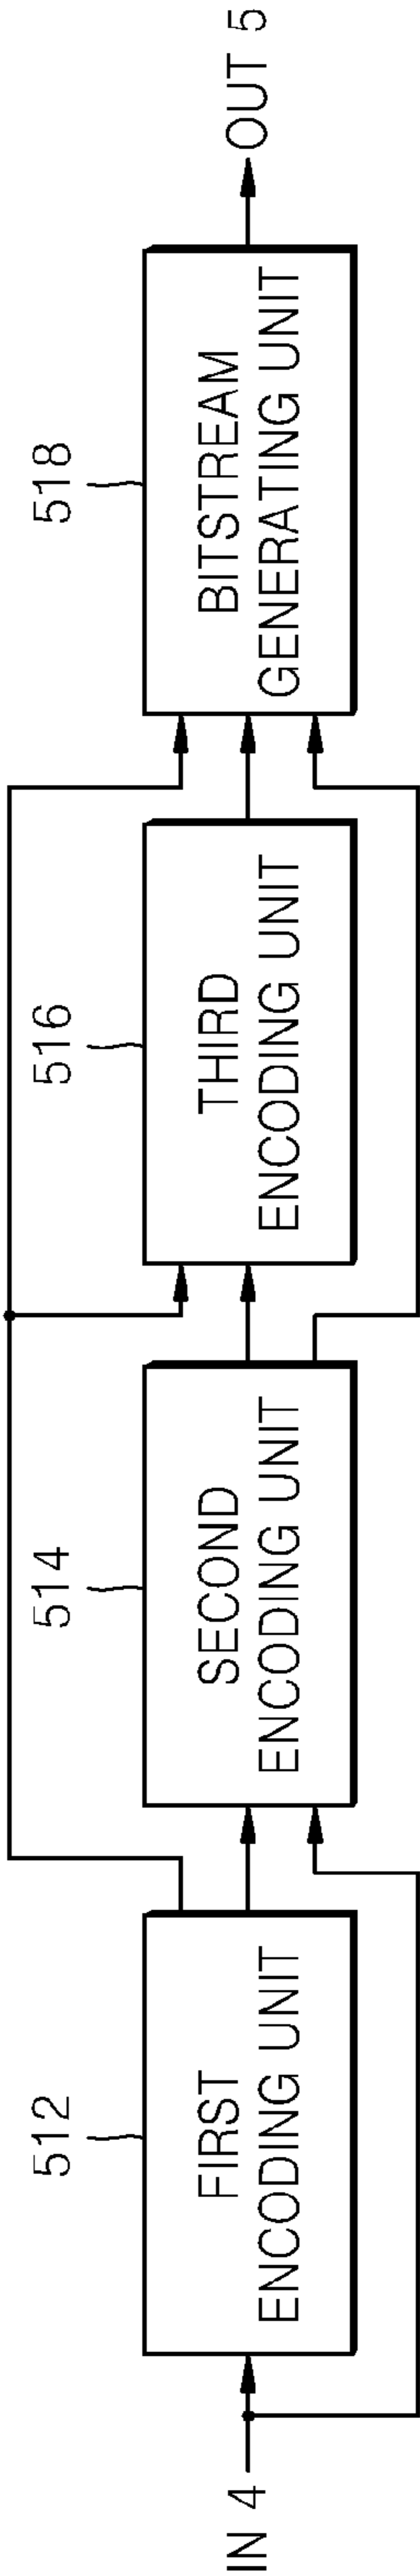 IN 4
512
FIRST
ENCODING UNIT
514
SECOND
ENCODING UNIT
516
THIRD
ENCODING UNIT
518
BITSTREAM
GENERATING UNIT
OUT 5